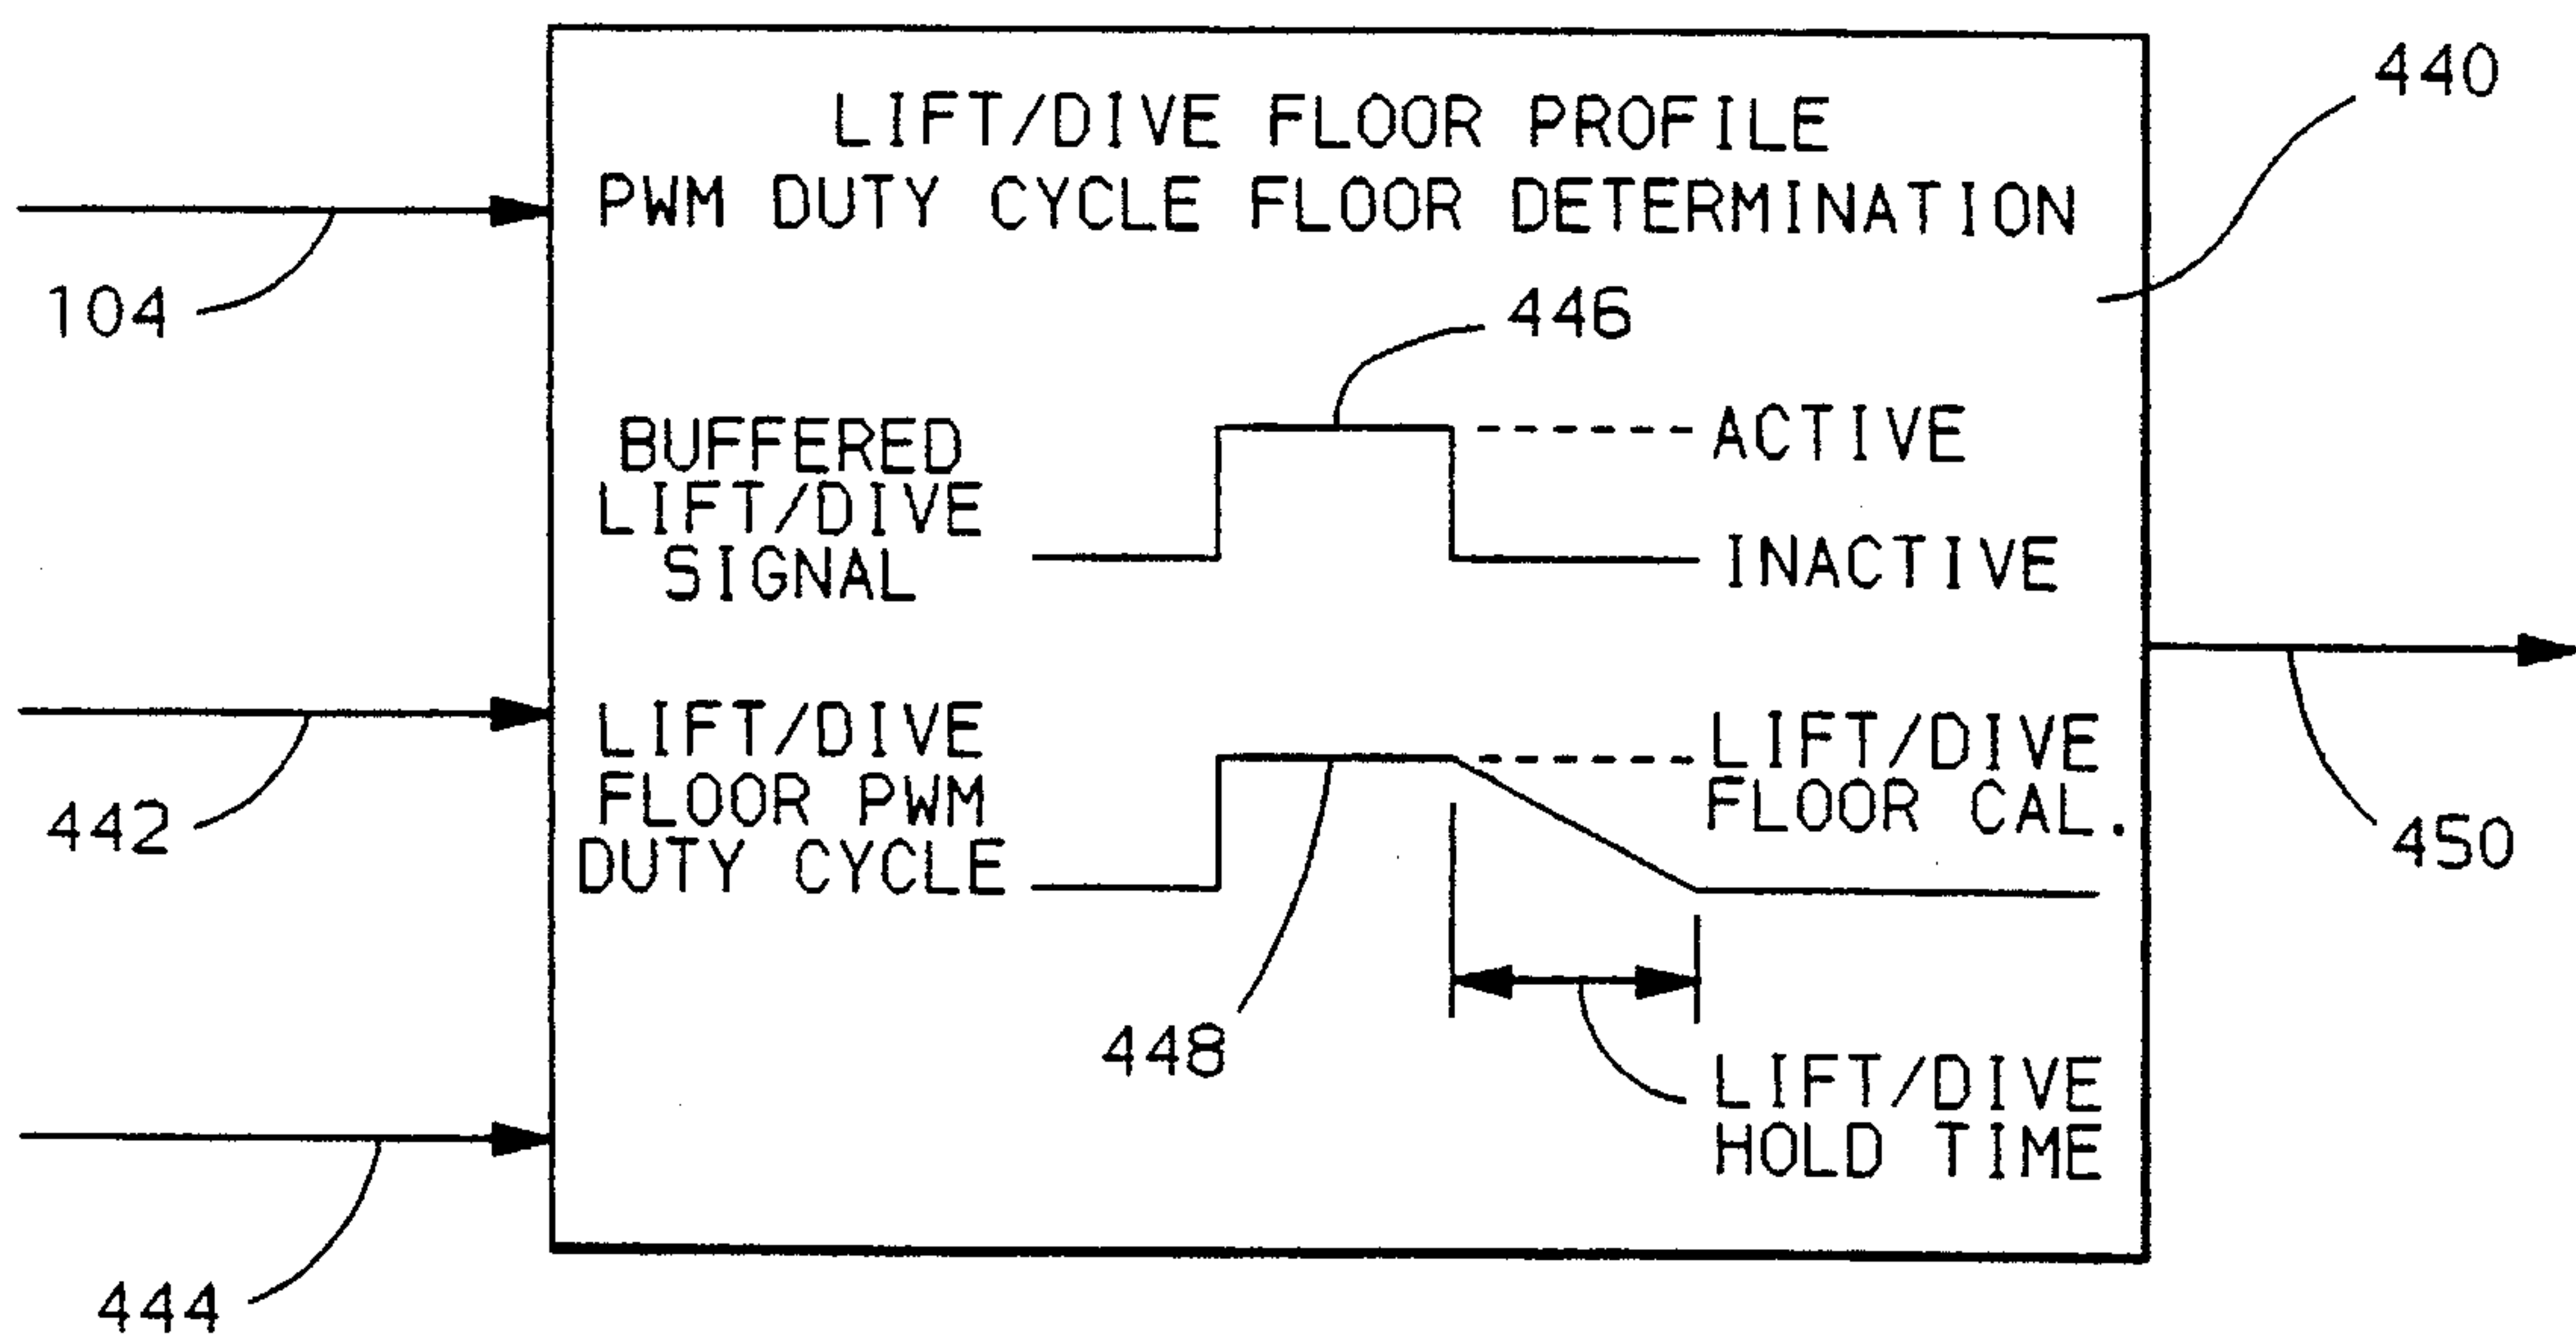 440
LIFT/DIVE FLOOR PROFILE
PWM DUTY CYCLE FLOOR DETERMINATION
104
446
BUFFERED
LIFT/DIVE
SIGNAL
ACTIVE
INACTIVE
442
LIFT/DIVE
FLOOR PWM
DUTY CYCLE
LIFT/DIVE
FLOOR CAL.
450
448
LIFT/DIVE
HOLD TIME
444